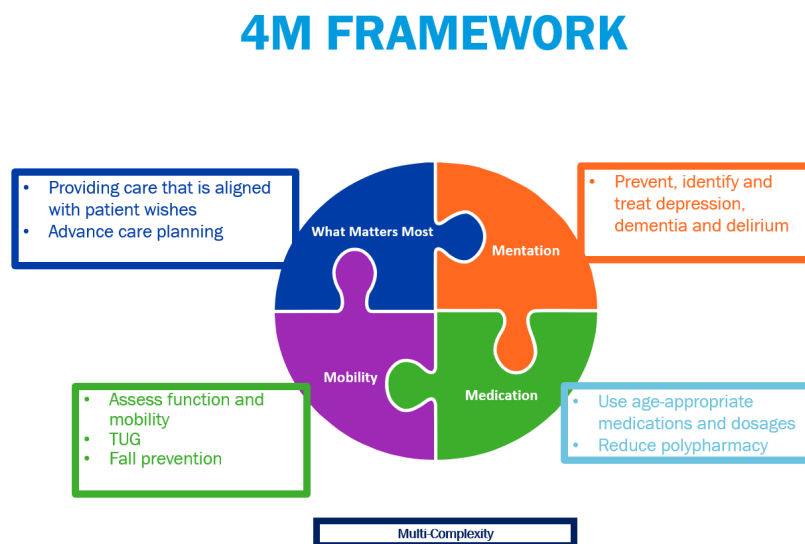 4M FRAMEWORK
• Providing care that is aligned
with patient wishes
• Advance care planning
What Matters Most
Mentation
• Prevent, identify and
treat depression,
dementia and delirium
Mobility
Medication
• Assess function and
mobility
• TUG
• Fall prevention
• Use age-appropriate
medications and dosages
• Reduce polypharmacy
Multi-Complexity